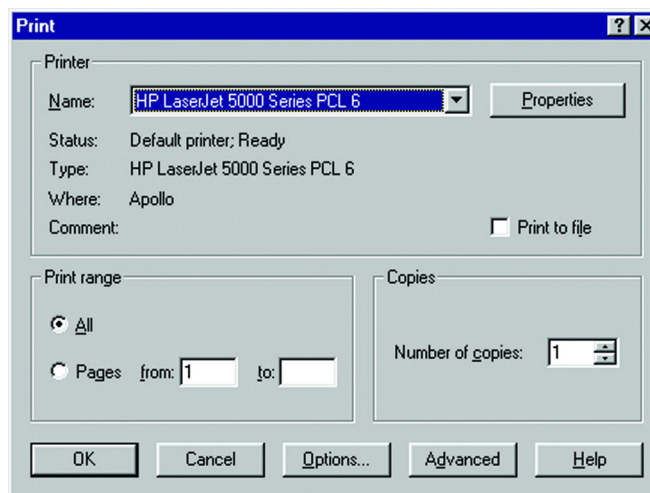 Print
Printer
Name: HP LaserJet 5000 Series PCL 6 Properties
Status: Default printer; Ready
Type: HP LaserJet 5000 Series PCL 6
Where: Apollo
Comment: Print to file
Print range
All
Pages from: 1 to:
Copies
Number of copies: 1
OK Cancel Options... Advanced Help